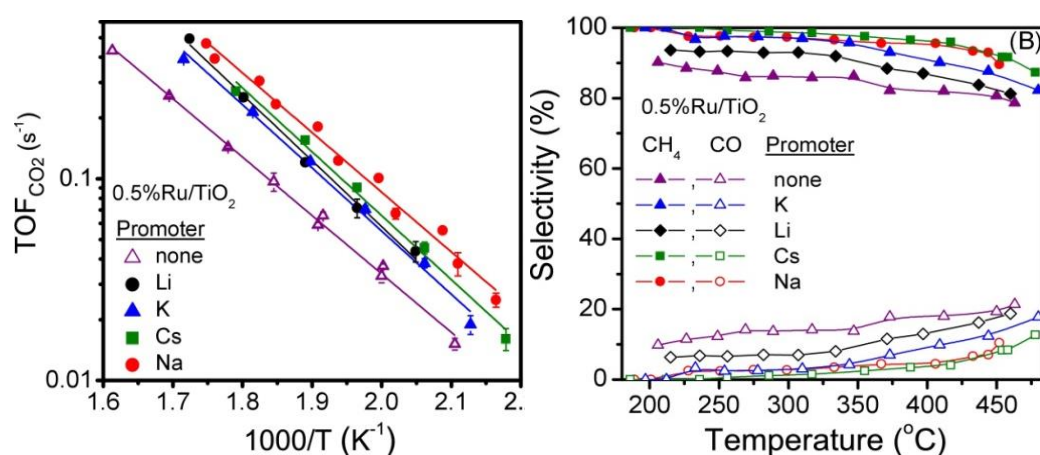 TOF_CO2 (s^-1)
0.1
0.01
0.5%Ru/TiO2
Promoter
none
Li
K
Cs
Na
1.6 1.7 1.8 1.9 2.0 2.1 2.
1000/T (K^-1)
Selectivity (%)
100
80
60
40
20
0
(B)
0.5%Ru/TiO2
CH4 CO Promoter
, none
, K
, Li
, Cs
, Na
200 250 300 350 400 450
Temperature (°C)